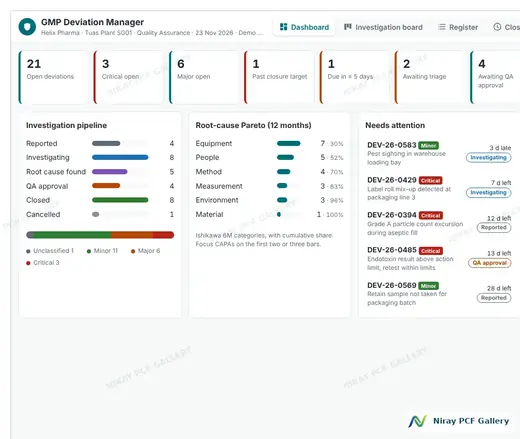 GMP Deviation Manager
Helix Pharma · Tuas Plant SG01 · Quality Assurance · 23 Nov 2026 · Demo ...
Dashboard
Investigation board
Register
Clos
21
Open deviations
3
Critical open
6
Major open
1
Past closure target
1
Due in ≤ 5 days
2
Awaiting triage
4
Awaiting QA
approval
Investigation pipeline
Reported 4
Investigating 8
Root cause found 5
QA approval 4
Closed 8
Cancelled 1
Unclassified 1 Minor 11 Major 6
Critical 3
Root-cause Pareto (12 months)
Equipment 7 · 30%
People 5 · 52%
Method 4 · 70%
Measurement 3 · 83%
Environment 3 · 96%
Material 1 · 100%
Ishikawa 6M categories, with cumulative share.
Focus CAPAs on the first two or three bars.
Needs attention
DEV-26-0583 Minor
Pest sighting in warehouse
loading bay
3 d late
Investigating
DEV-26-0429 Critical
Label roll mix-up detected at
packaging line 3
7 d left
Investigating
DEV-26-0394 Critical
Grade A particle count excursion
during aseptic fill
12 d left
Reported
DEV-26-0485 Critical
Endotoxin result above action
limit, retest within limits
13 d left
QA approval
DEV-26-0569 Minor
Retain sample not taken for
packaging batch
28 d left
Reported
NIRAY PCF GALLERY
NIRAY PCF GALLERY
Niray PCF Gallery